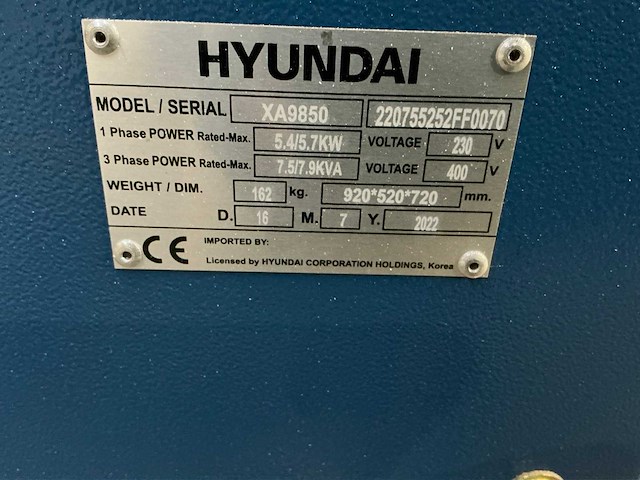 HYUNDAI
MODEL / SERIAL XA9850 220755252FF0070
1 Phase POWER Rated-Max. 5.4/5.7KW VOLTAGE 230 V
3 Phase POWER Rated-Max. 7.5/7.9KVA VOLTAGE 400 V
WEIGHT / DIM. 162 kg. 920*520*720 mm.
DATE D. 16 M. 7 Y. 2022
CE IMPORTED BY:
Licensed by HYUNDAI CORPORATION HOLDINGS, Korea